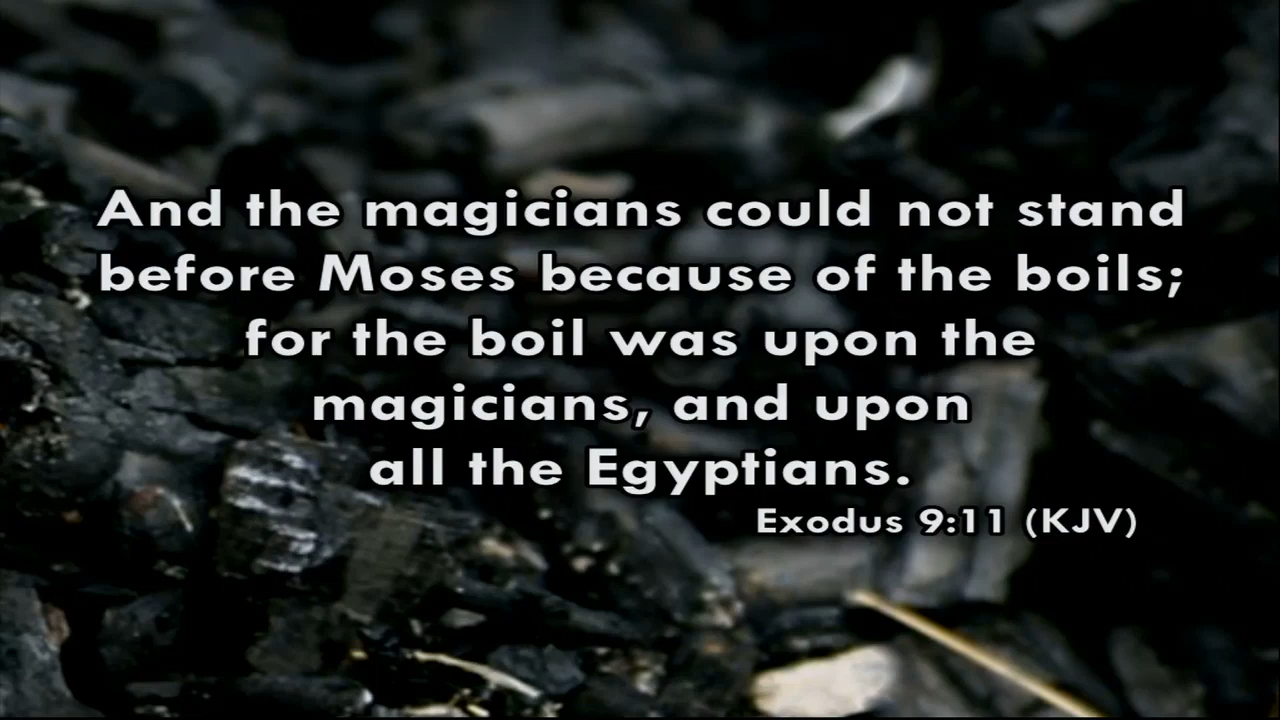 And the magicians could not stand
before Moses because of the boils;
for the boil was upon the
magicians, and upon
all the Egyptians.
Exodus 9:11 (KJV)